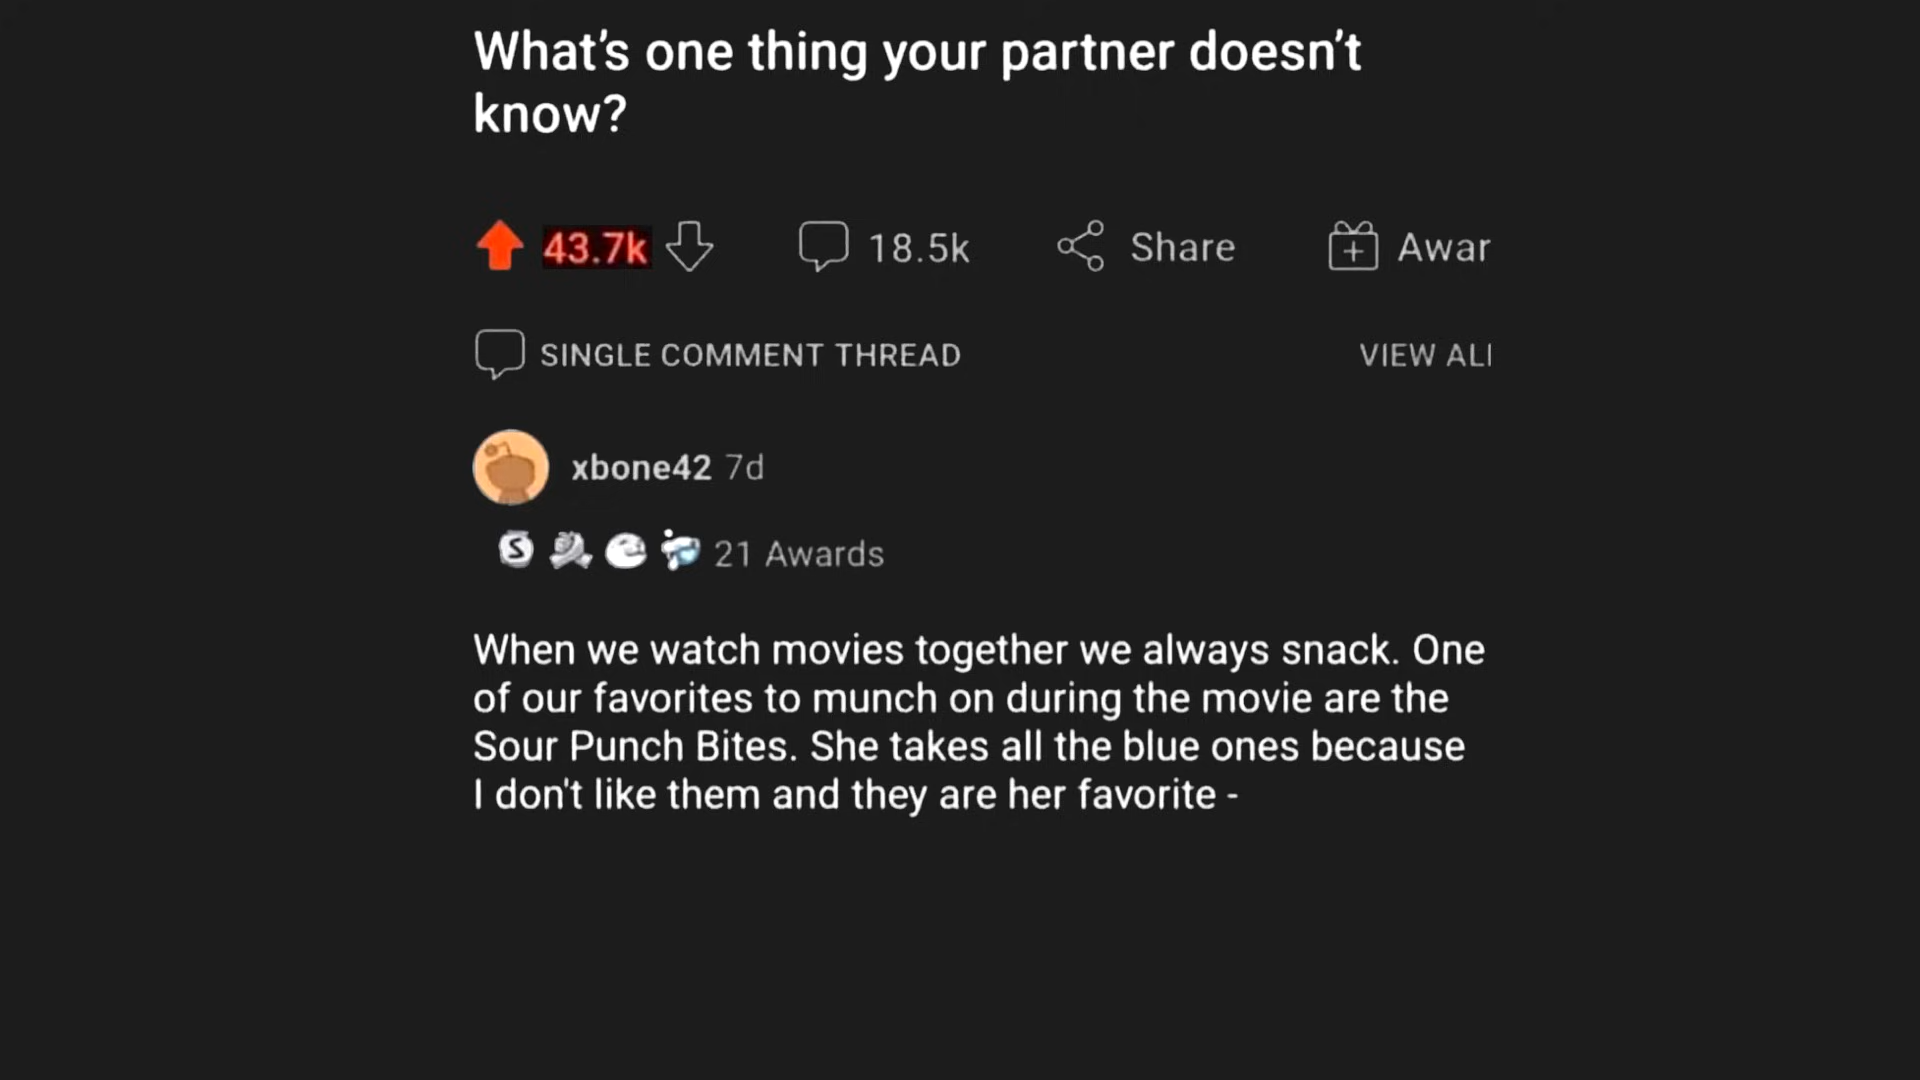 What's one thing your partner doesn't
know?
43.7k
18.5k
Share
Awar
SINGLE COMMENT THREAD
VIEW ALL
xbone42 7d
S
21 Awards
When we watch movies together we always snack. One
of our favorites to munch on during the movie are the
Sour Punch Bites. She takes all the blue ones because
I don't like them and they are her favorite -